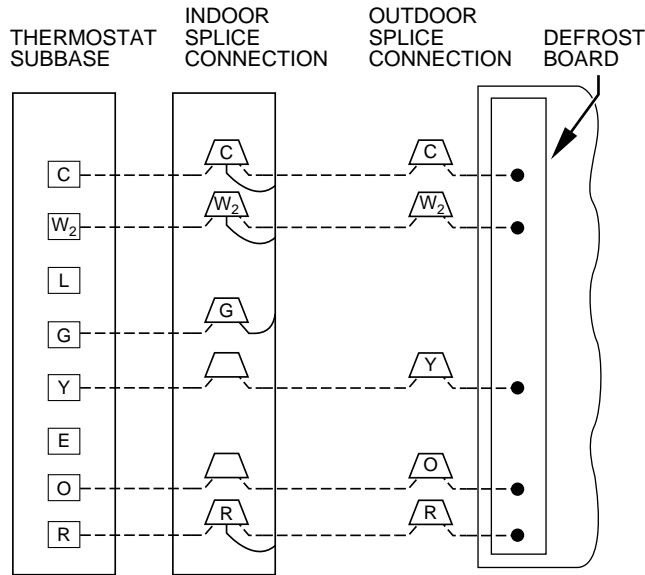 THERMOSTAT
SUBBASE
INDOOR
SPLICE
CONNECTION
OUTDOOR
SPLICE
CONNECTION
DEFROST
BOARD
C C C
W2 W2 W2
L
G G
Y Y
E
O O
R R R